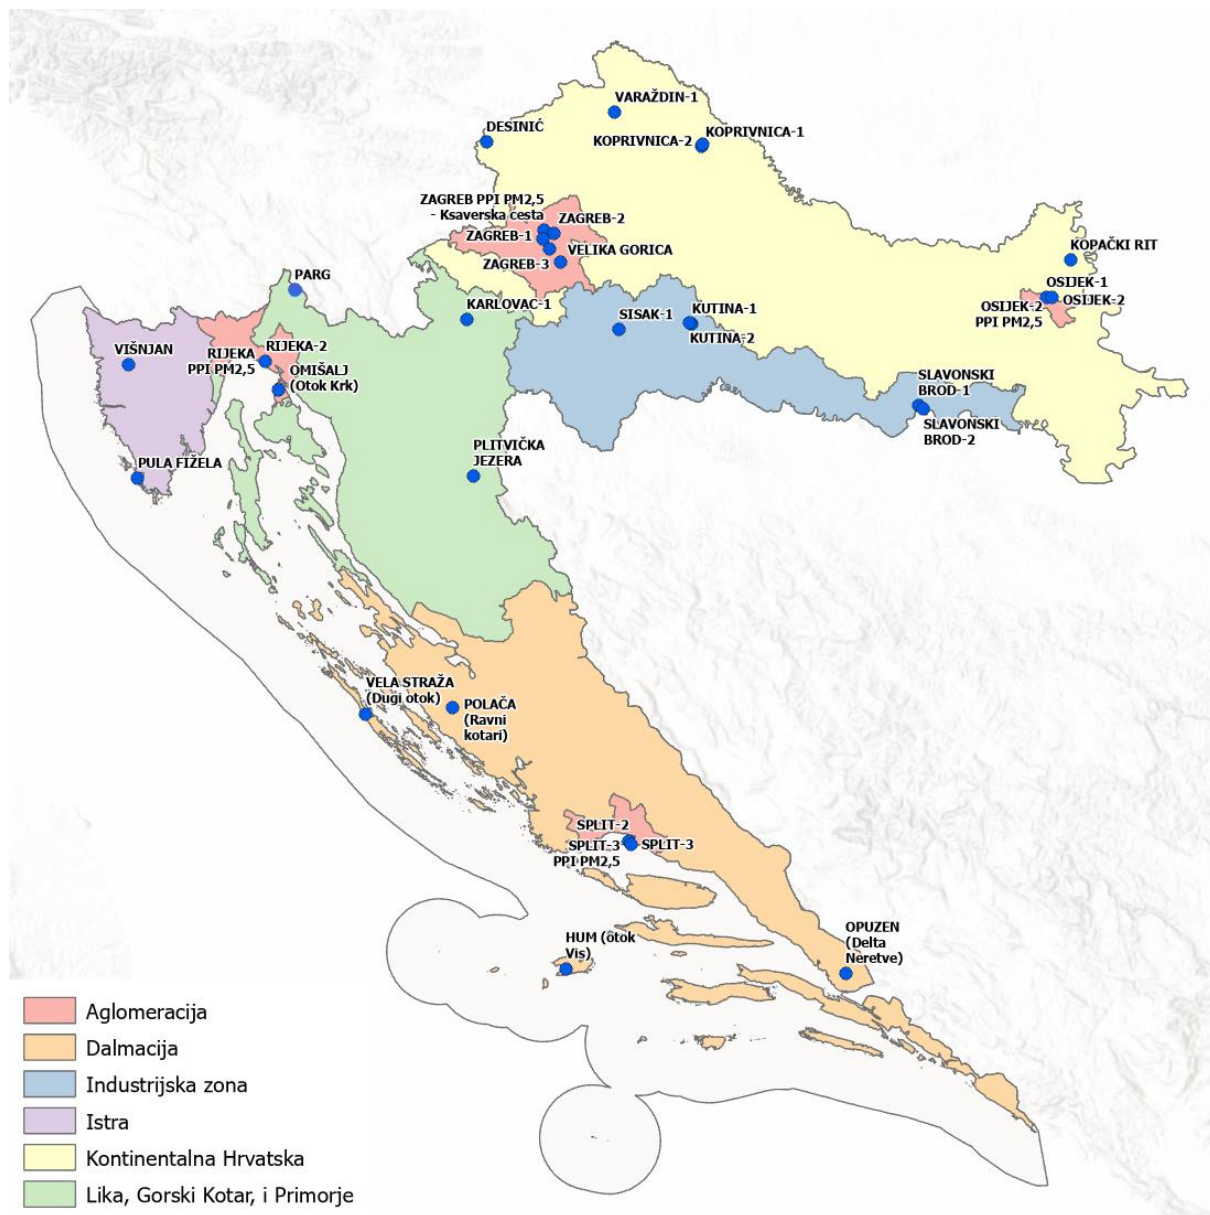 VARAŽDIN-1
DESINIĆ
KOPRIVNICA-1
KOPRIVNICA-2
ZAGREB PPI PM2,5
- Ksaverska cesta
ZAGREB-2
ZAGREB-1
VELIKA GORICA
ZAGREB-3
KOPAČKI RIT
PARG
OSIJEK-1
OSIJEK-2
OSIJEK-2
PPI PM2,5
KARLOVAC-1
SISAK-1
KUTINA-1
KUTINA-2
VIŠNJAN
RIJEKA
PPI PM2,5
RIJEKA-2
OMIŠALJ
(Otok Krk)
SLAVONSKI
BROD-1
SLAVONSKI
BROD-2
PLITVIČKA
JEZERA
PULA FIŽELA
VELA STRAŽA
(Dugi otok)
POLAČA
(Ravni
kotari)
SPLIT-2
SPLIT-3
PPI PM2,5
SPLIT-3
OPUZEN
(Delta
Neretve)
HUM (otok
Vis)
Aglomeracija
Dalmacija
Industrijska zona
Istra
Kontinentalna Hrvatska
Lika, Gorski Kotar, i Primorje